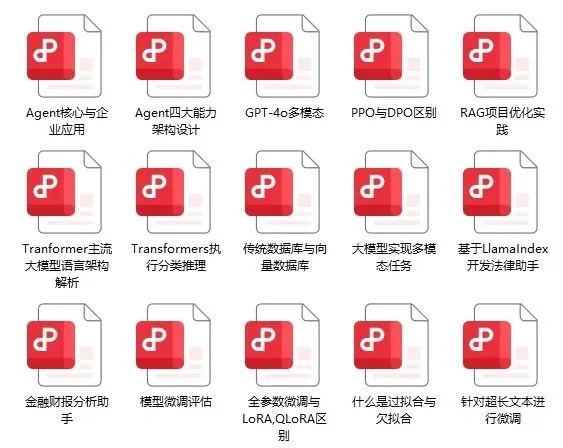 Agent核心与企
业应用
Agent四大能力
架构设计
GPT-4o多模态
PPO与DPO区别
RAG项目优化实
践
Tranformer主流
大模型语言架构
解析
Transformers执
行分类推理
传统数据库与向
量数据库
大模型实现多模
态任务
基于LlamaIndex
开发法律助手
金融财报分析助
手
模型微调评估
全参数微调与
LoRA,QLoRA区
别
什么是过拟合与
欠拟合
针对超长文本进
行微调